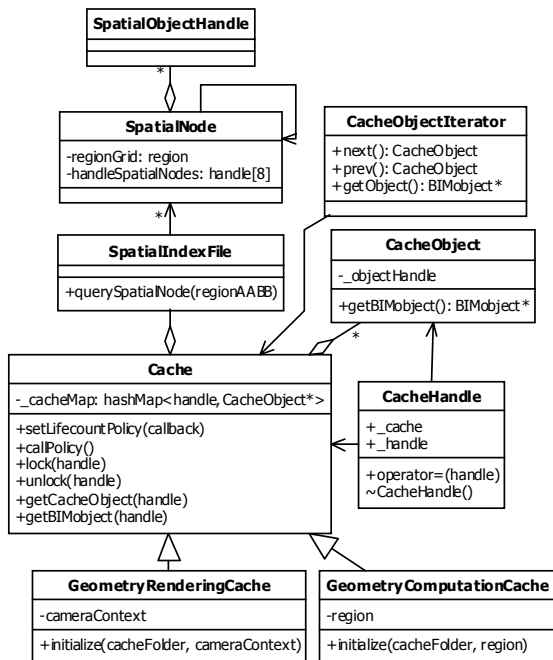 SpatialObjectHandle
*
SpatialNode
-regionGrid: region
-handleSpatialNodes: handle[8]
*
SpatialIndexFile
+querySpatialNode(regionAABB)
CacheObjectIterator
+next(): CacheObject
+prev(): CacheObject
+getObject(): BIMobject*
CacheObject
-_objectHandle
+getBIMobject(): BIMobject*
*
Cache
-_cacheMap: hashMap<handle,CacheObject*>
+setLifecountPolicy(callback)
+callPolicy()
+lock(handle)
+unlock(handle)
+getCacheObject(handle)
+getBIMobject(handle)
CacheHandle
+_cache
+_handle
+operator=(handle)
~CacheHandle()
GeometryRenderingCache
-cameraContext
+initialize(cacheFolder, cameraContext)
GeometryComputationCache
-region
+initialize(cacheFolder, region)